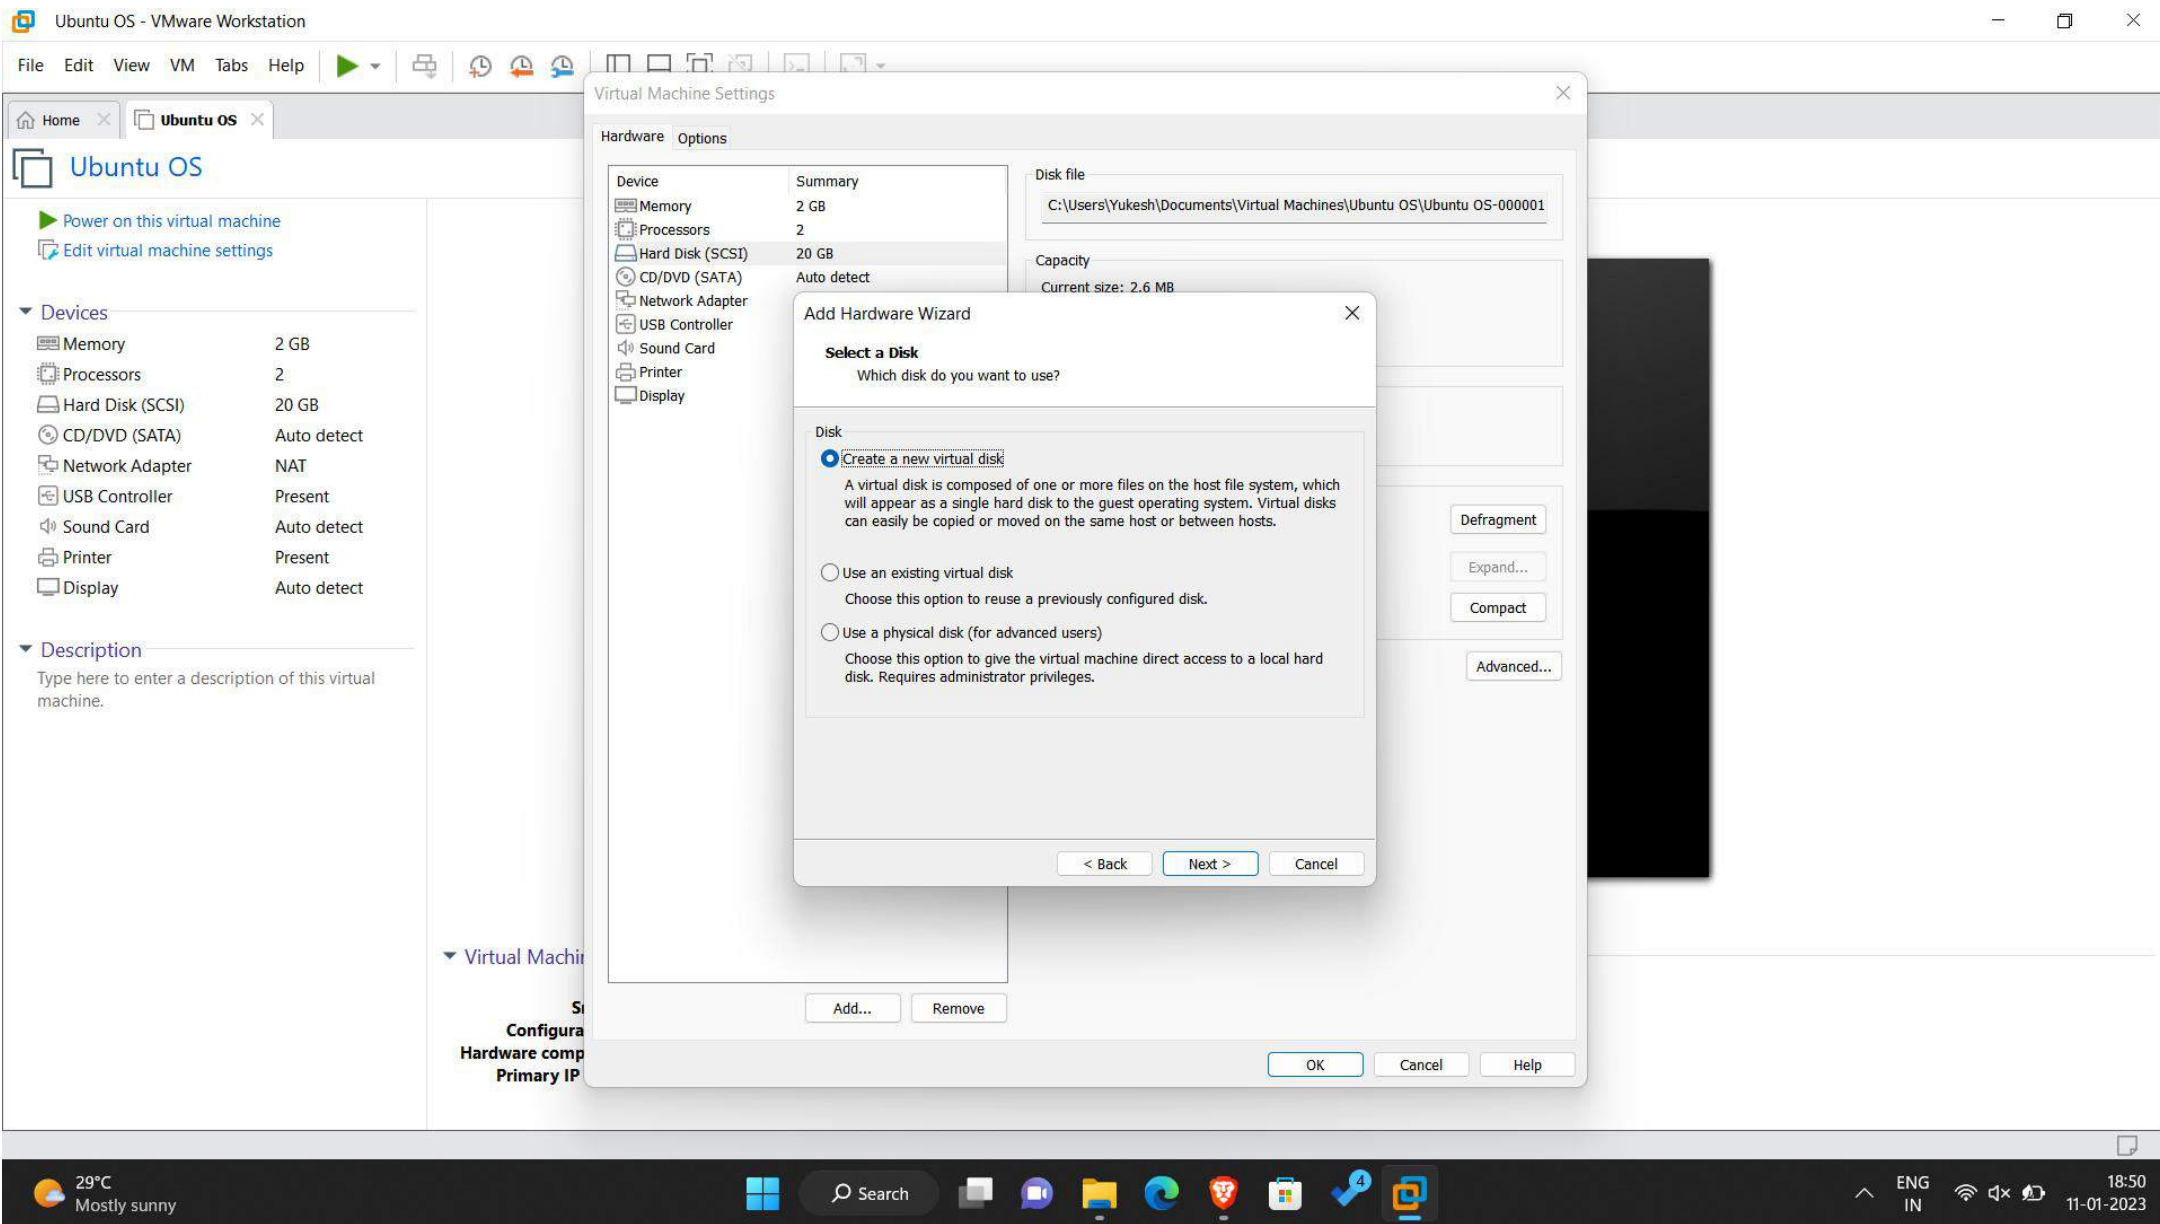 Ubuntu OS - VMware Workstation
File Edit View VM Tabs Help
Home
Ubuntu OS
Ubuntu OS
Power on this virtual machine
Edit virtual machine settings
Devices
Memory 2 GB
Processors 2
Hard Disk (SCSI) 20 GB
CD/DVD (SATA) Auto detect
Network Adapter NAT
USB Controller Present
Sound Card Auto detect
Printer Present
Display Auto detect
Description
Type here to enter a description of this virtual
machine.
Virtual Machin
Configura
Hardware comp
Primary IP
Virtual Machine Settings
Hardware Options
Device Summary
Memory 2 GB
Processors 2
Hard Disk (SCSI) 20 GB
CD/DVD (SATA) Auto detect
Network Adapter
USB Controller
Sound Card
Printer
Display
Disk file
C:\Users\Yukesh\Documents\Virtual Machines\Ubuntu OS\Ubuntu OS-000001
Capacity
Current size: 2.6 MB
Defragment
Expand...
Compact
Advanced...
Add Hardware Wizard
Select a Disk
Which disk do you want to use?
Disk
Create a new virtual disk
A virtual disk is composed of one or more files on the host file system, which
will appear as a single hard disk to the guest operating system. Virtual disks
can easily be copied or moved on the same host or between hosts.
Use an existing virtual disk
Choose this option to reuse a previously configured disk.
Use a physical disk (for advanced users)
Choose this option to give the virtual machine direct access to a local hard
disk. Requires administrator privileges.
< Back Next > Cancel
Add... Remove
OK Cancel Help
29°C
Mostly sunny
Search
4
ENG
IN
18:50
11-01-2023